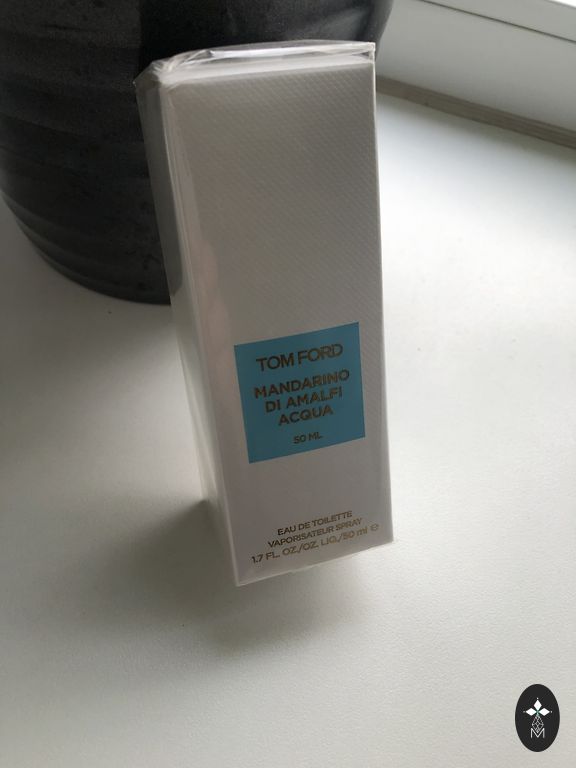 TOM FORD
MANDARINO
DI AMALFI
ACQUA
50 ML
EAU DE TOILETTE
VAPORISATEUR SPRAY
1.7 FL. OZ./OZ. LIQ./50 ml ℮
M